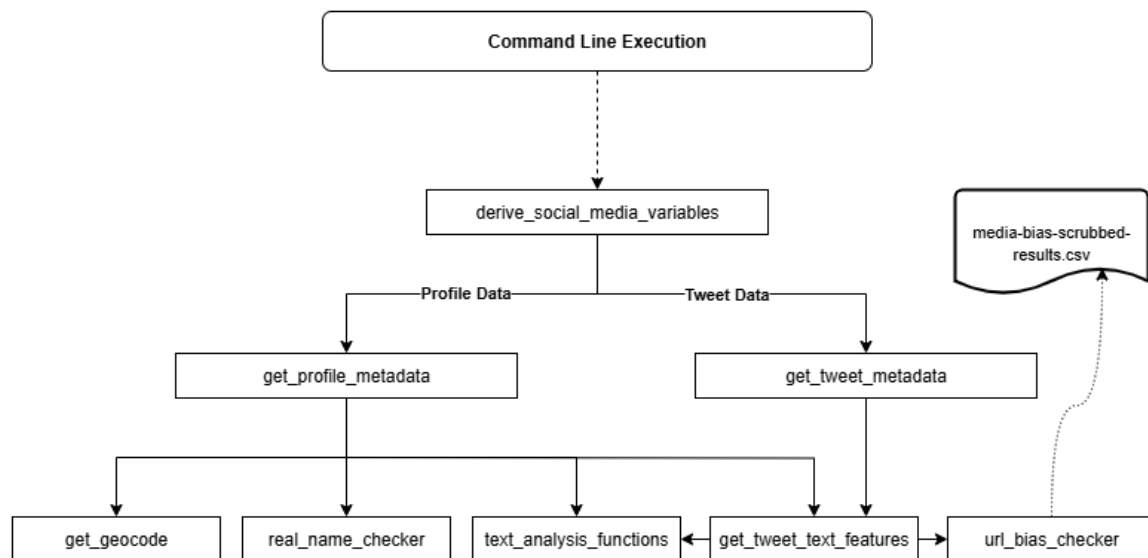 Command Line Execution
derive_social_media_variables
media-bias-scrubbed-
results.csv
Profile Data
Tweet Data
get_profile_metadata
get_tweet_metadata
get_geocode
real_name_checker
text_analysis_functions
get_tweet_text_features
url_bias_checker